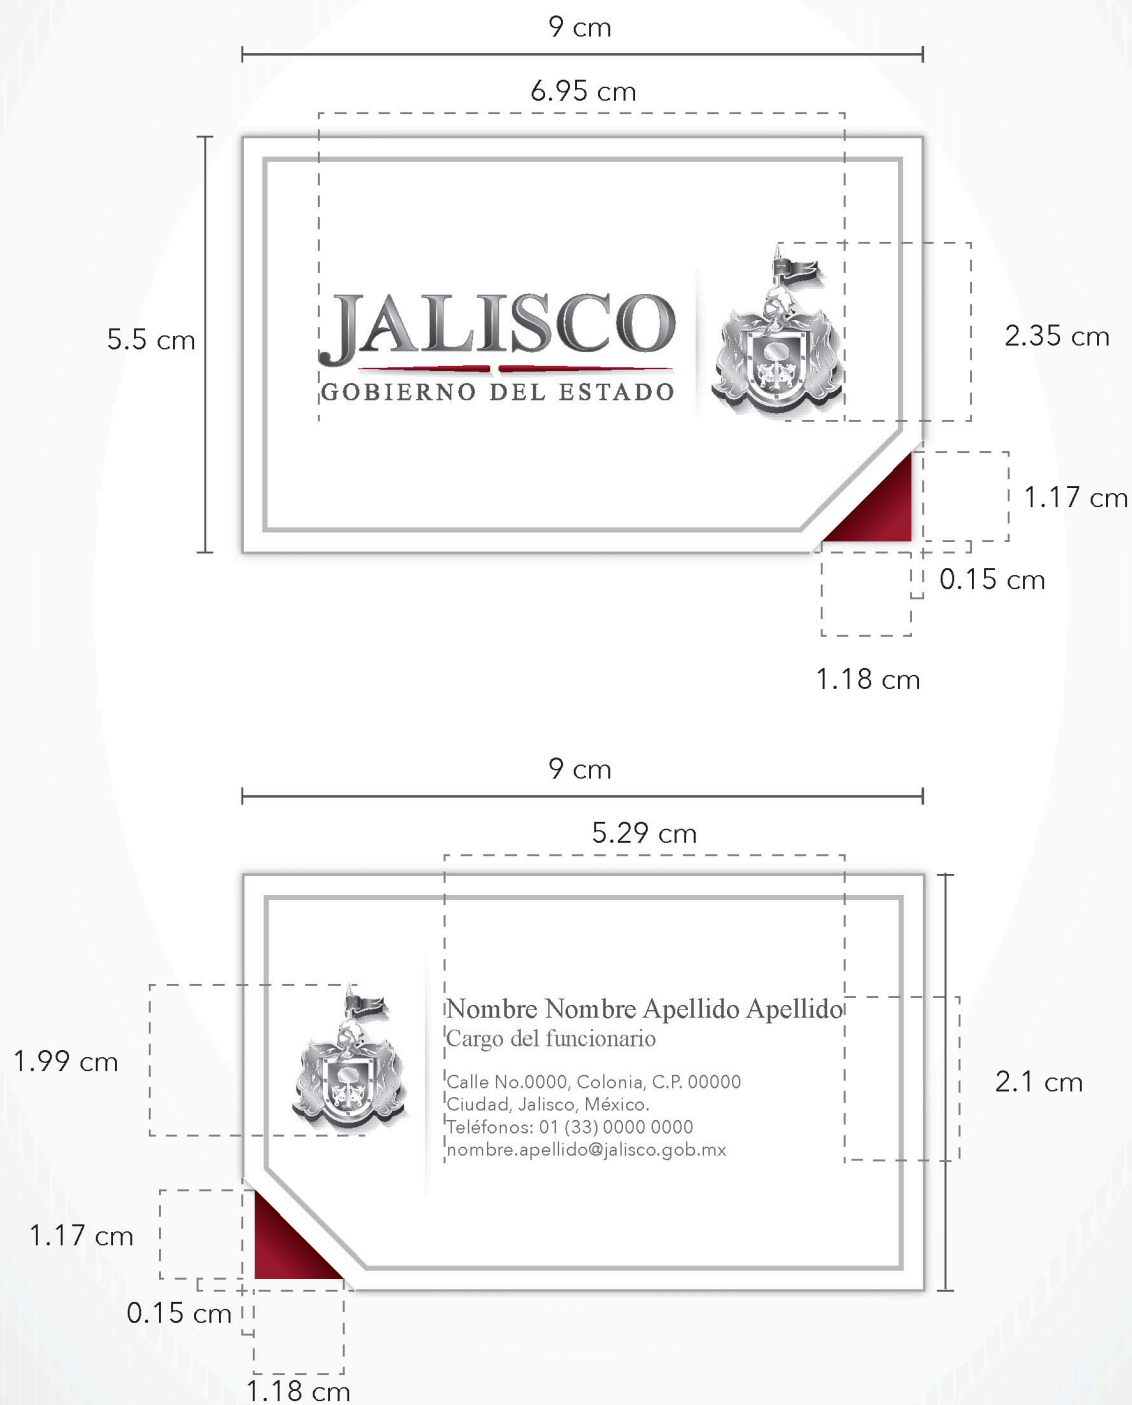 9 cm
6.95 cm
5.5 cm
JALISCO
GOBIERNO DEL ESTADO
2.35 cm
1.17 cm
0.15 cm
1.18 cm
9 cm
5.29 cm
1.99 cm
Nombre Nombre Apellido Apellido
Cargo del funcionario
Calle No.0000, Colonia, C.P. 00000
Ciudad, Jalisco, México.
Teléfonos: 01 (33) 0000 0000
nombre.apellido@jalisco.gob.mx
2.1 cm
1.17 cm
0.15 cm
1.18 cm